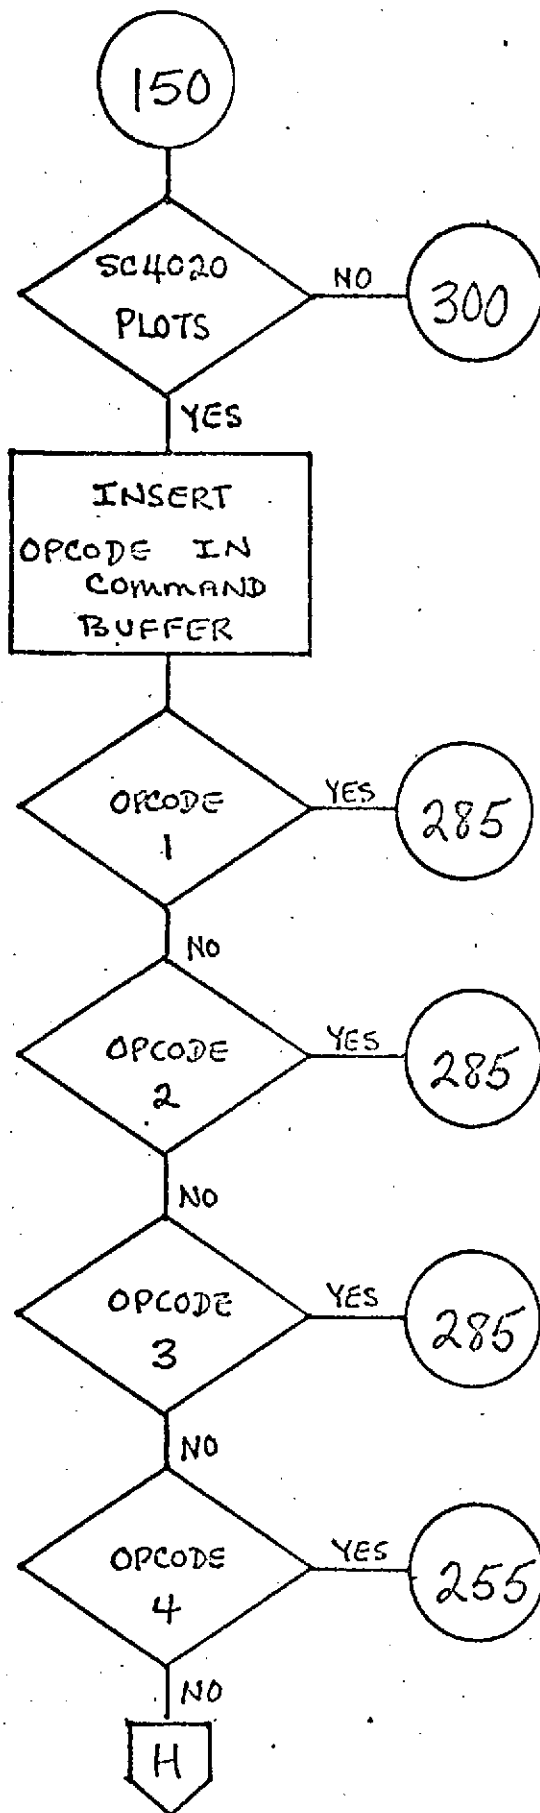 150
SC4020
PLOTS
NO
300
YES
INSERT
OPCODE IN
COMMAND
BUFFER
OPCODE
1
YES
285
NO
OPCODE
2
YES
285
NO
OPCODE
3
YES
285
NO
OPCODE
4
YES
255
NO
H